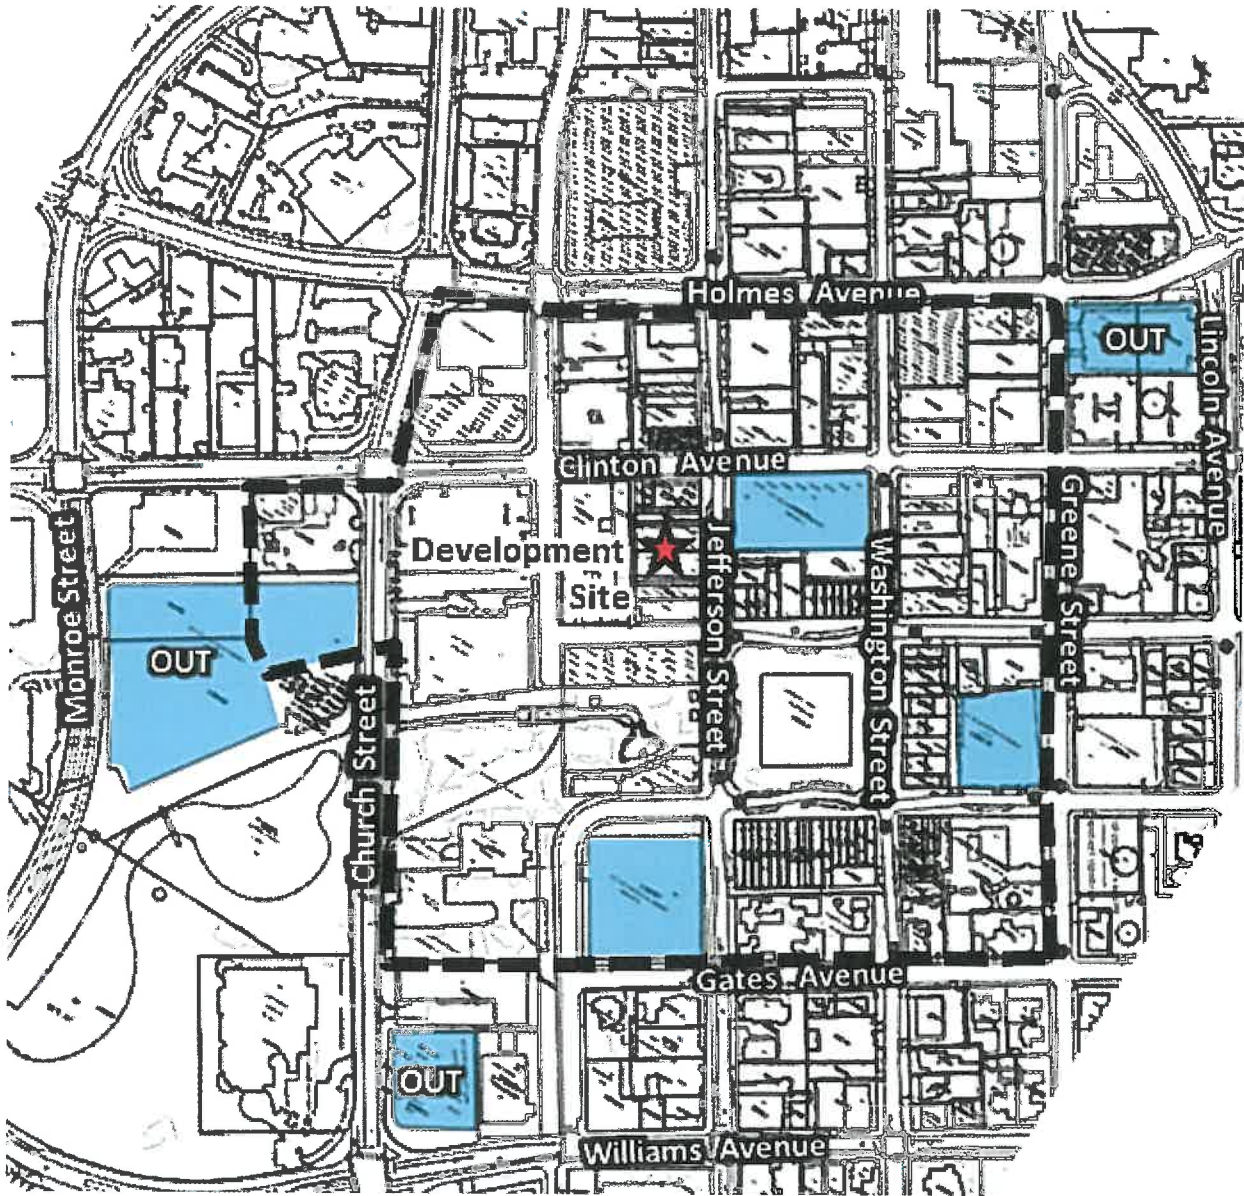 Holmes Avenue
OUT
Lincoln Avenue
Clinton Avenue
Greene Street
Development
Site
Jefferson Street
Washington Street
Monroe Street
OUT
Church Street
Gates Avenue
OUT
Williams Avenue